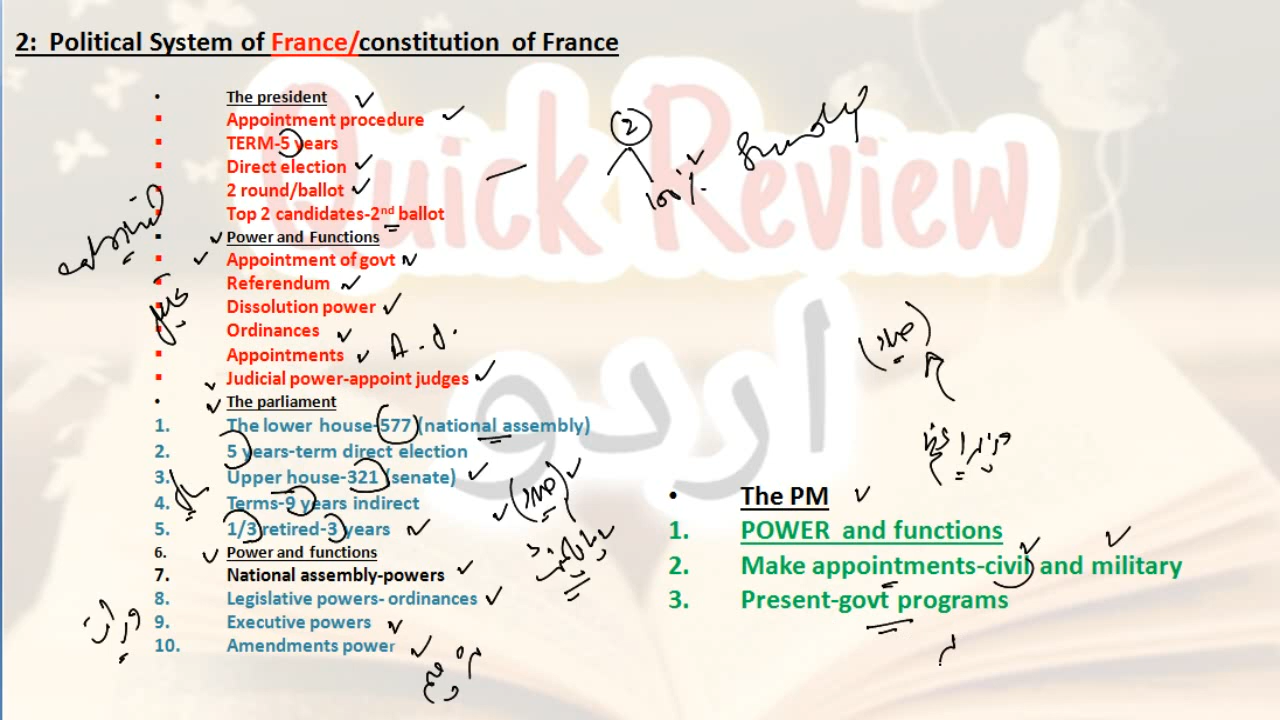 2: Political System of France/constitution of France
• The president
▪ Appointment procedure
▪ TERM-5 years
▪ Direct election
▪ 2 round/ballot
▪ Top 2 candidates-2nd ballot
▪ Power and Functions
▪ Appointment of govt
▪ Referendum
▪ Dissolution power
▪ Ordinances
▪ Appointments
▪ Judicial power-appoint judges
• The parliament
1. The lower house-577 (national assembly)
2. 5 years-term direct election
3. Upper house-321 (senate)
4. Terms-9 years indirect
5. 1/3 retired-3 years
6. Power and functions
7. National assembly-powers
8. Legislative powers- ordinances
9. Executive powers
10. Amendments power
• The PM
1. POWER and functions
2. Make appointments-civil and military
3. Present-govt programs
Quick Review
اردو
2
100%
(صدر)
وزیراعظم
(صدر)